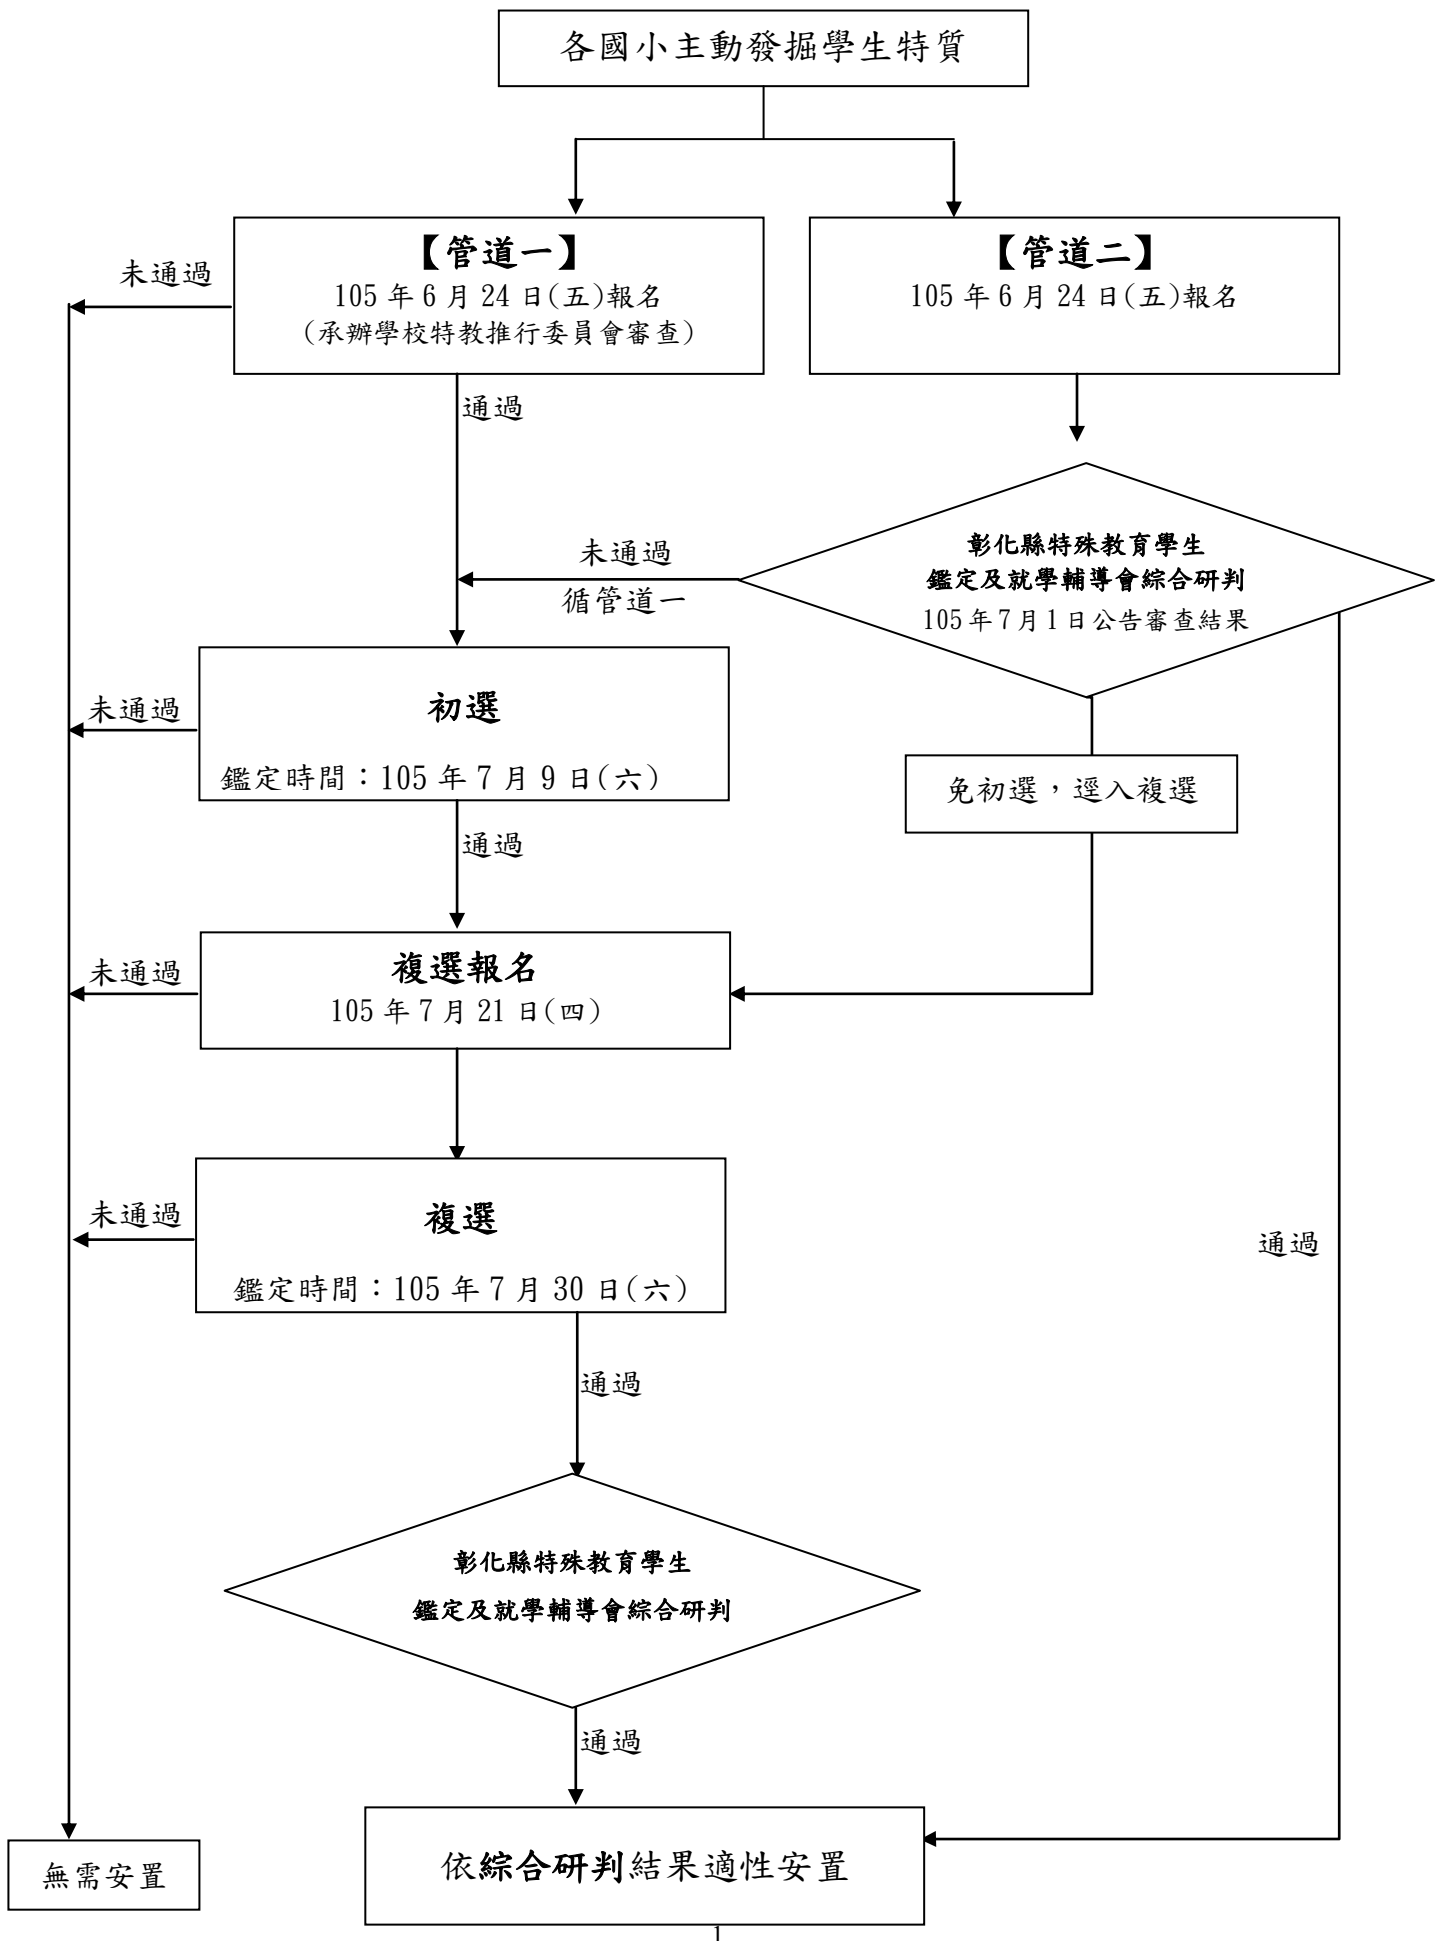 各國小主動發掘學生特質
【管道一】
105 年 6 月 24 日(五)報名
(承辦學校特教推行委員會審查)
【管道二】
105 年 6 月 24 日(五)報名
未通過
通過
彰化縣特殊教育學生
鑑定及就學輔導會綜合研判
105 年 7 月 1 日公告審查結果
未通過
循管道一
初選
鑑定時間：105 年 7 月 9 日(六)
未通過
免初選，逕入複選
通過
複選報名
105 年 7 月 21 日(四)
未通過
複選
鑑定時間：105 年 7 月 30 日(六)
未通過
通過
通過
彰化縣特殊教育學生
鑑定及就學輔導會綜合研判
通過
依綜合研判結果適性安置
無需安置
1